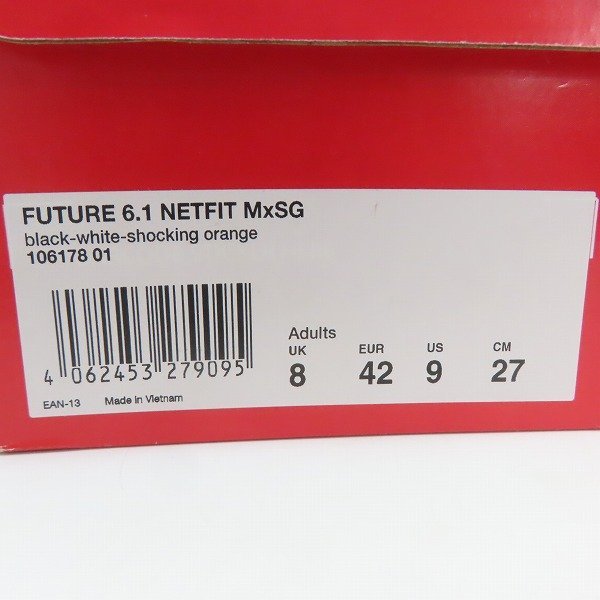 FUTURE 6.1 NETFIT MxSG
black-white-shocking orange
106178 01
4 062453 279095
EAN-13 Made in Vietnam
Adults
UK EUR US CM
8 42 9 27